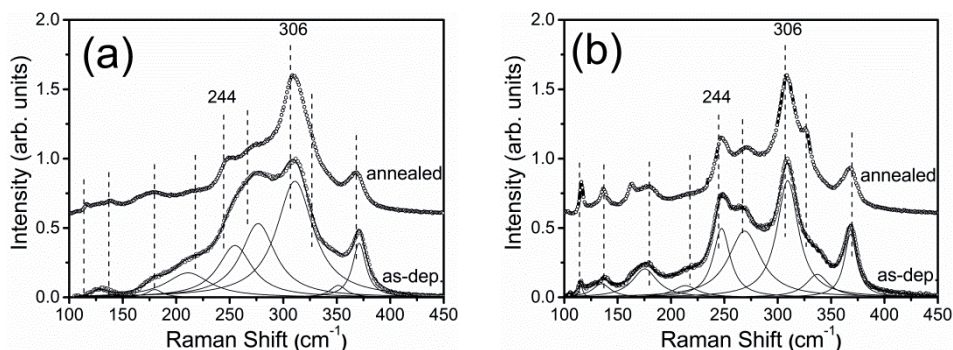 (a)
306
244
annealed
as-dep.
Intensity (arb. units)
2.0
1.5
1.0
0.5
0.0
100 150 200 250 300 350 400 450
Raman Shift (cm⁻¹)
(b)
306
244
annealed
as-dep.
Intensity (arb. units)
2.0
1.5
1.0
0.5
0.0
100 150 200 250 300 350 400 450
Raman Shift (cm⁻¹)